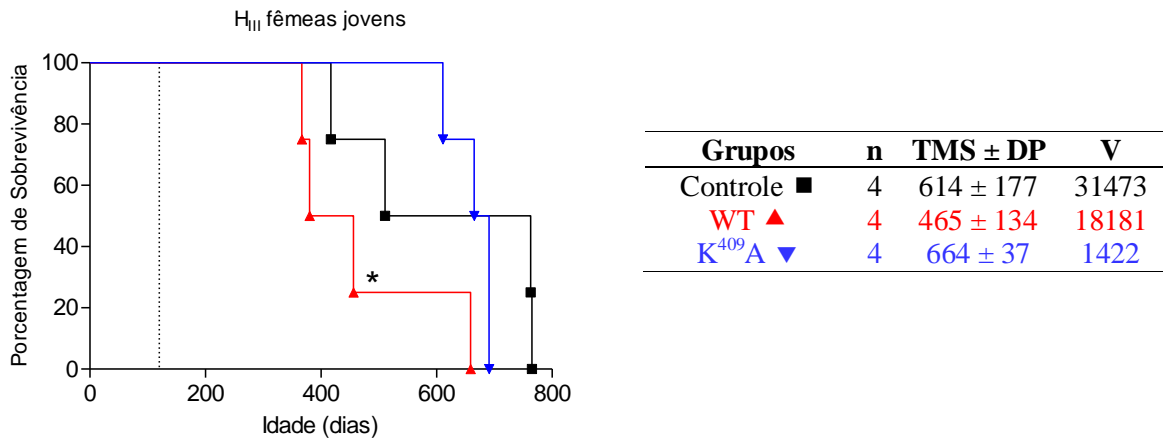 H_III fêmeas jovens
Porcentagem de Sobrevivência
100
80
60
40
20
0
*
0 200 400 600 800
Idade (dias)
Grupos n TMS ± DP V
Controle ■ 4 614 ± 177 31473
WT ▲ 4 465 ± 134 18181
K⁴⁰⁹A ▼ 4 664 ± 37 1422